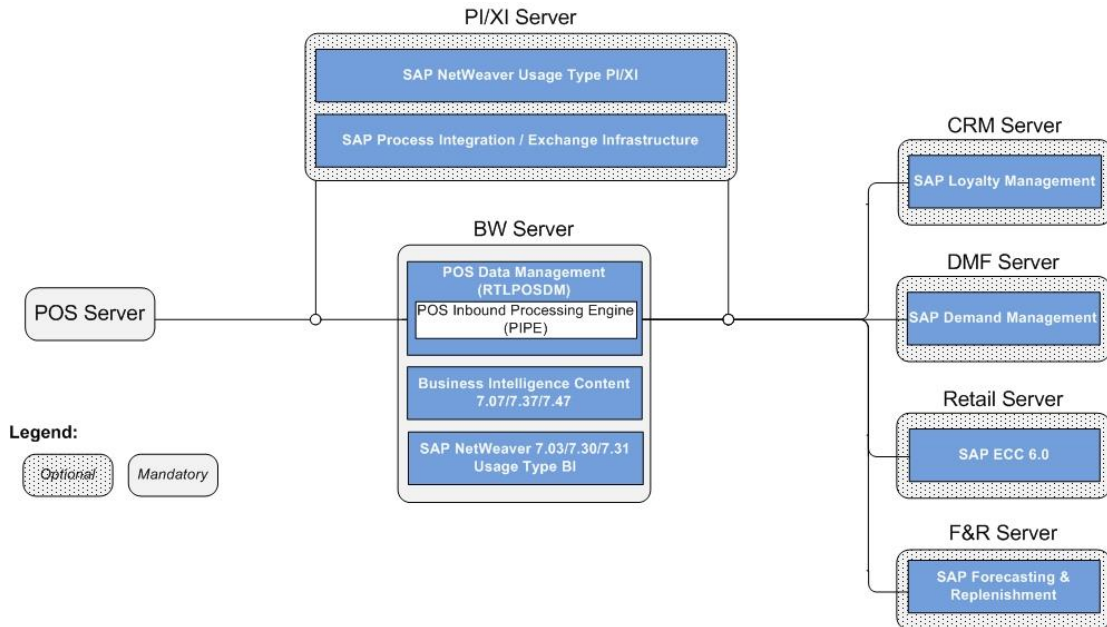 PI/XI Server
SAP NetWeaver Usage Type PI/XI
SAP Process Integration / Exchange Infrastructure
CRM Server
SAP Loyalty Management
BW Server
POS Data Management
(RTLPOSDM)
POS Inbound Processing Engine
(PIPE)
POS Server
DMF Server
SAP Demand Management
Business Intelligence Content
7.07/7.37/7.47
SAP NetWeaver 7.03/7.30/7.31
Usage Type BI
Retail Server
SAP ECC 6.0
Legend:
Optional
Mandatory
F&R Server
SAP Forecasting &
Replenishment